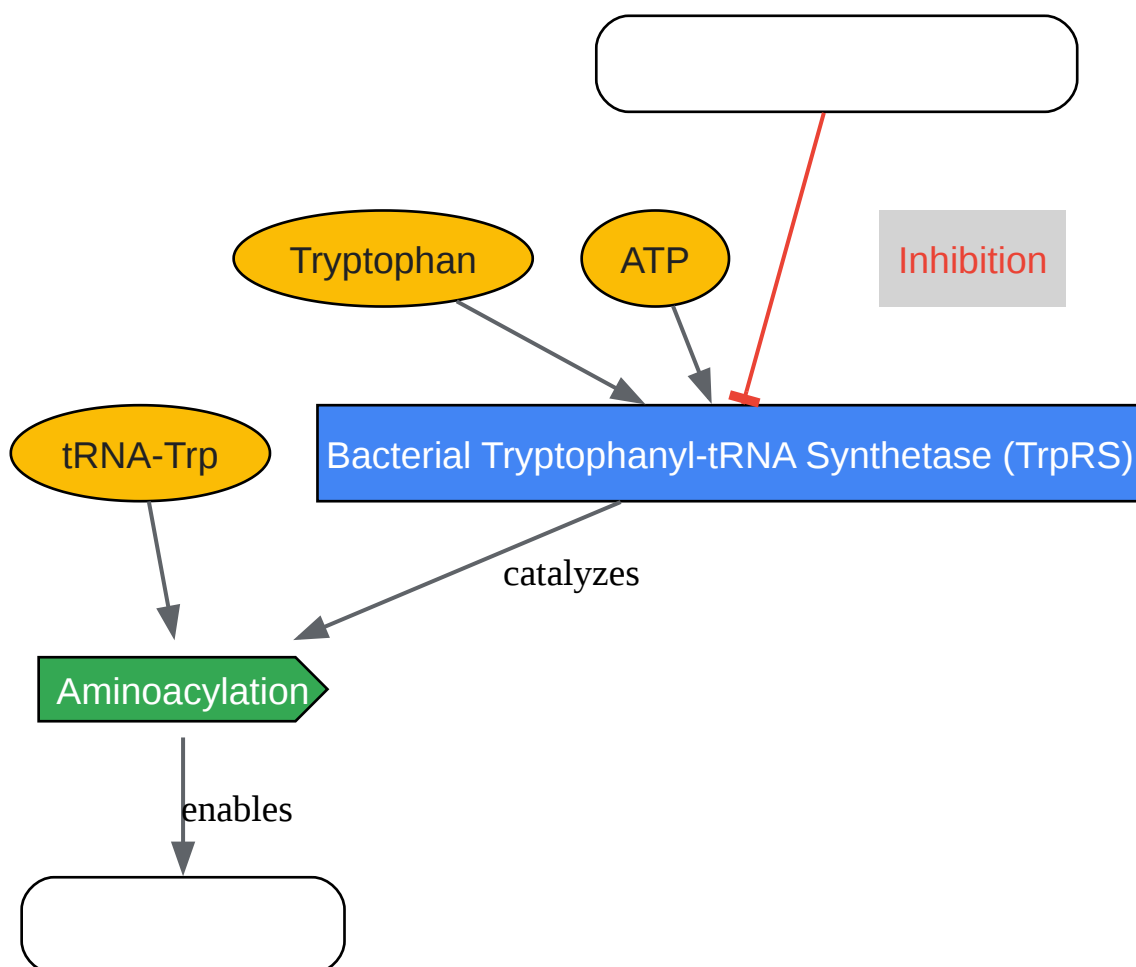 Tryptophan
ATP
Inhibition
tRNA-Trp
Bacterial Tryptophanyl-tRNA Synthetase (TrpRS)
catalyzes
Aminoacylation
enables